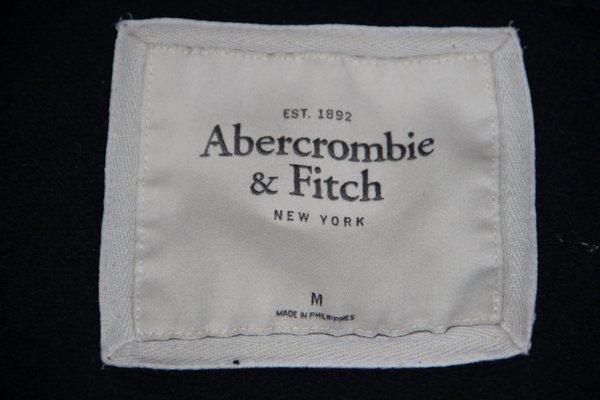 EST. 1892
Abercrombie
& Fitch
NEW YORK
M
MADE IN PHILIPPINES